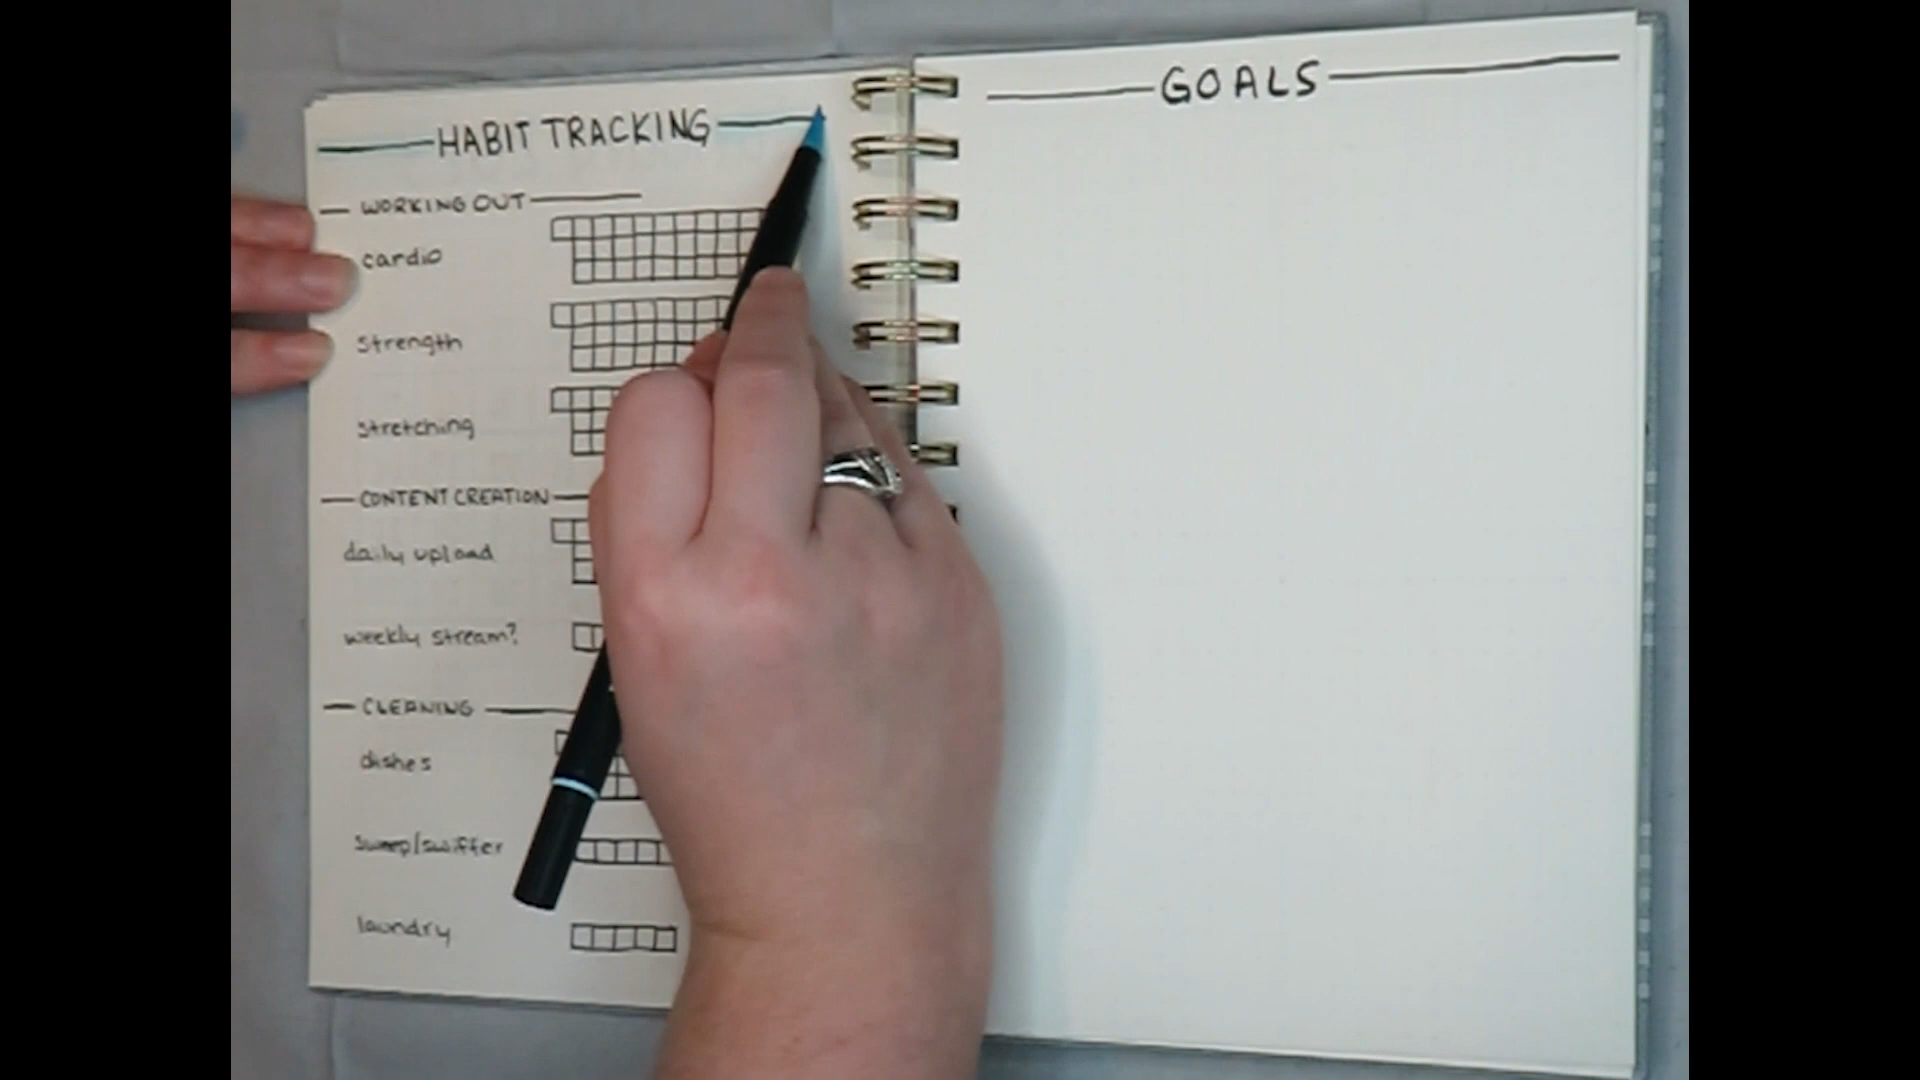 HABIT TRACKING
WORKING OUT
cardio
strength
stretching
CONTENT CREATION
daily upload
weekly stream?
CLEANING
dishes
sweep/swiffer
laundry
GOALS